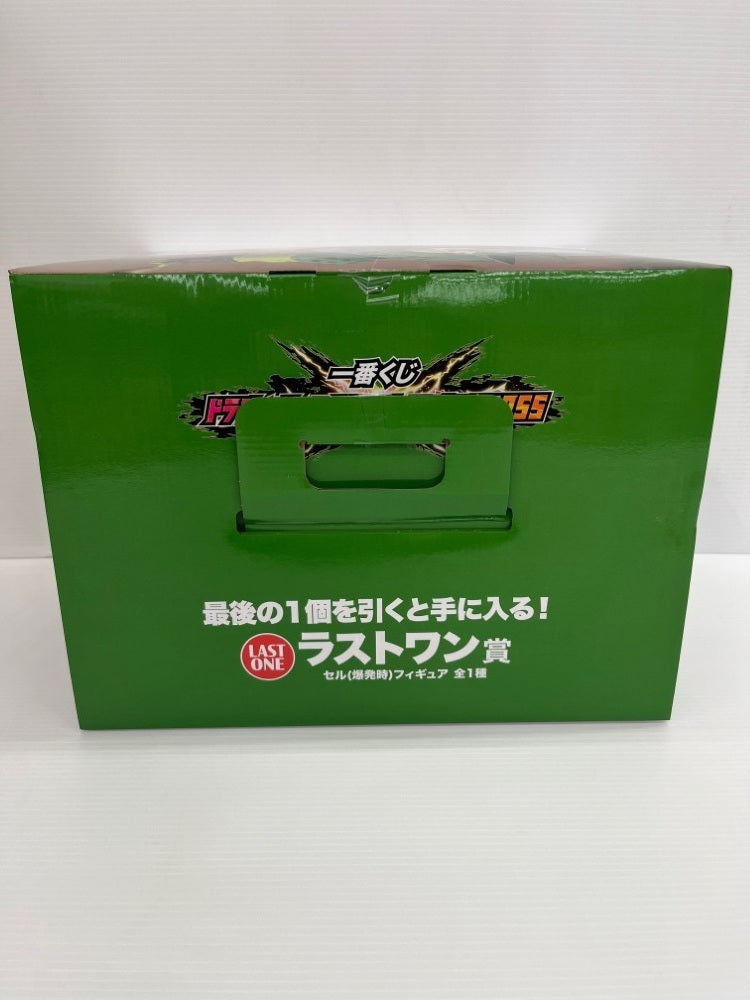 一番くじ
ドラ
最後の1個を引くと手に入る!
LAST
ONE
ラストワン賞
セル(爆発時)フィギュア 全1種